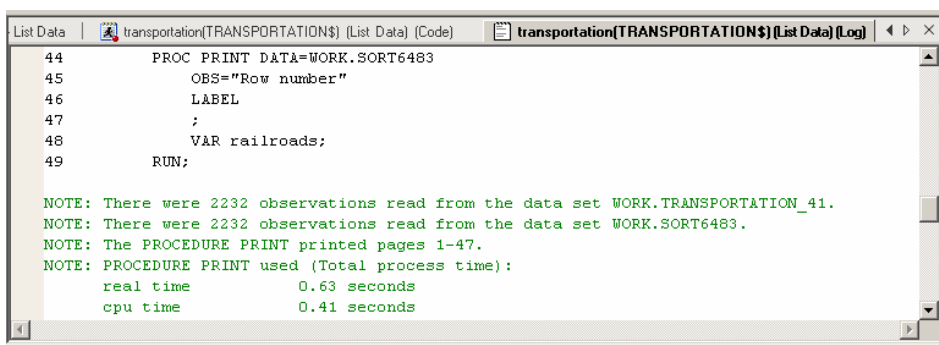 List Data transportation(TRANSPORTATION$) (List Data) (Code) transportation(TRANSPORTATION$) (List Data) (Log)
44 PROC PRINT DATA=WORK.SORT6483
45 OBS="Row number"
46 LABEL
47 ;
48 VAR railroads;
49 RUN;
NOTE: There were 2232 observations read from the data set WORK.TRANSPORTATION_41.
NOTE: There were 2232 observations read from the data set WORK.SORT6483.
NOTE: The PROCEDURE PRINT printed pages 1-47.
NOTE: PROCEDURE PRINT used (Total process time):
real time 0.63 seconds
cpu time 0.41 seconds